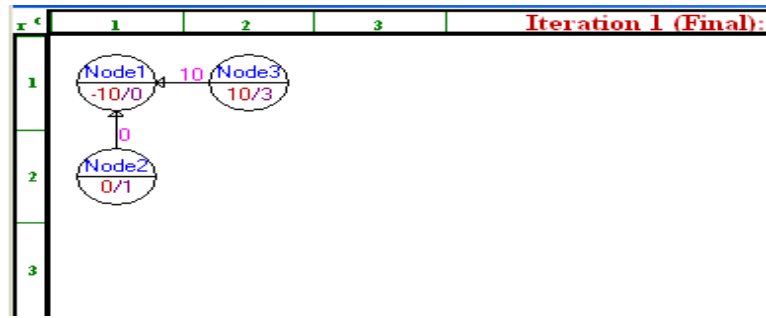 r c 1 2 3 Iteration 1 (Final):
1
Node1 10 Node3
-10/0 10/3
0
2
Node2
0/1
3